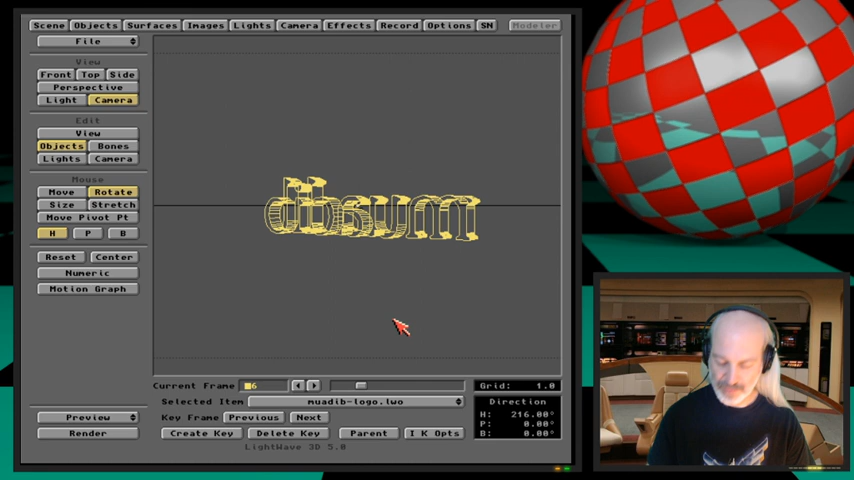 Scene Objects Surfaces Images Lights Camera Effects Record Options SN Modeler
File
View
Front Top Side
Perspective
Light Camera
Edit
View
Objects Bones
Lights Camera
Mouse
Move Rotate
Size Stretch
Move Pivot Pt
H P B
Reset Center
Numeric
Motion Graph
Current Frame 6 Grid: 1.0
Selected Item muadib-logo.lwo Direction
Key Frame Previous Next H: 216.00°
P: 0.00°
Preview B: 0.00°
Render Create Key Delete Key Parent I K Opts
LightWave 3D 5.0